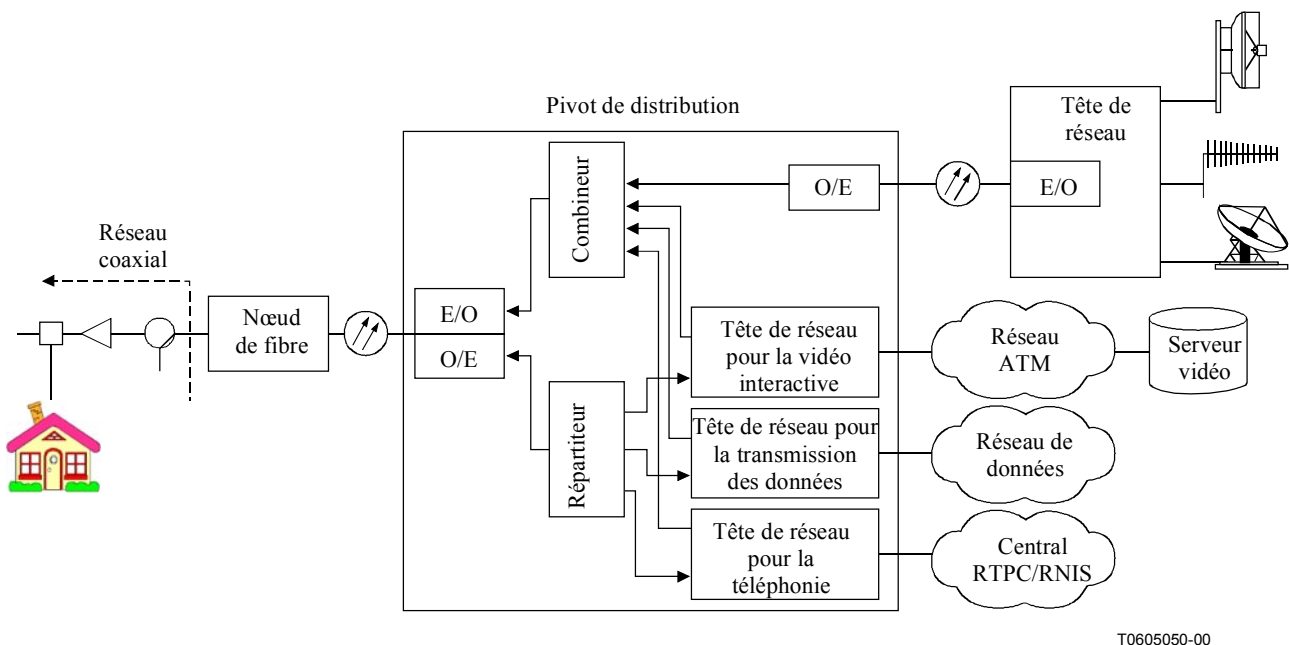 Pivot de distribution
Tête de
réseau
E/O
O/E
Combineur
Réseau
coaxial
Nœud
de fibre
E/O
O/E
Répartiteur
Tête de réseau
pour la vidéo
interactive
Réseau
ATM
Serveur
vidéo
Tête de réseau pour
la transmission
des données
Réseau de
données
Tête de réseau
pour la
téléphonie
Central
RTPC/RNIS
T0605050-00